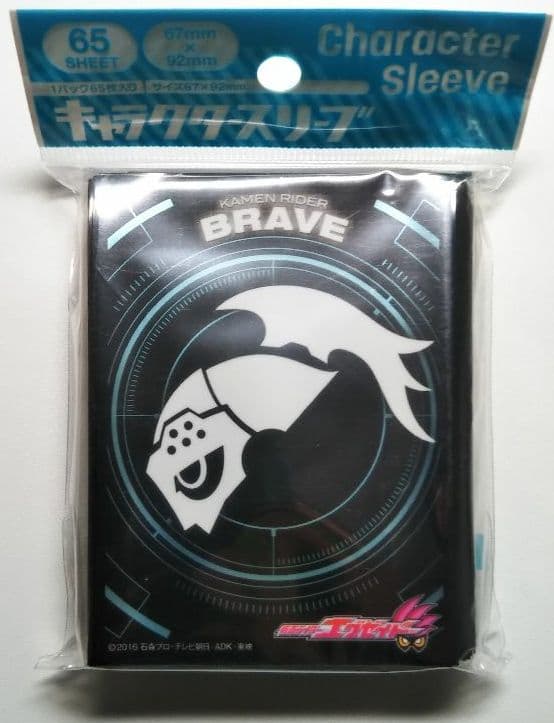 65
SHEET
67mm
×
92mm
Character
Sleeve
1パック65枚入り・サイズ67×92mm
キャラクタースリーブ
KAMEN RIDER
BRAVE
仮面ライダーエグゼイド
©2016 石森プロ・テレビ朝日・ADK・東映